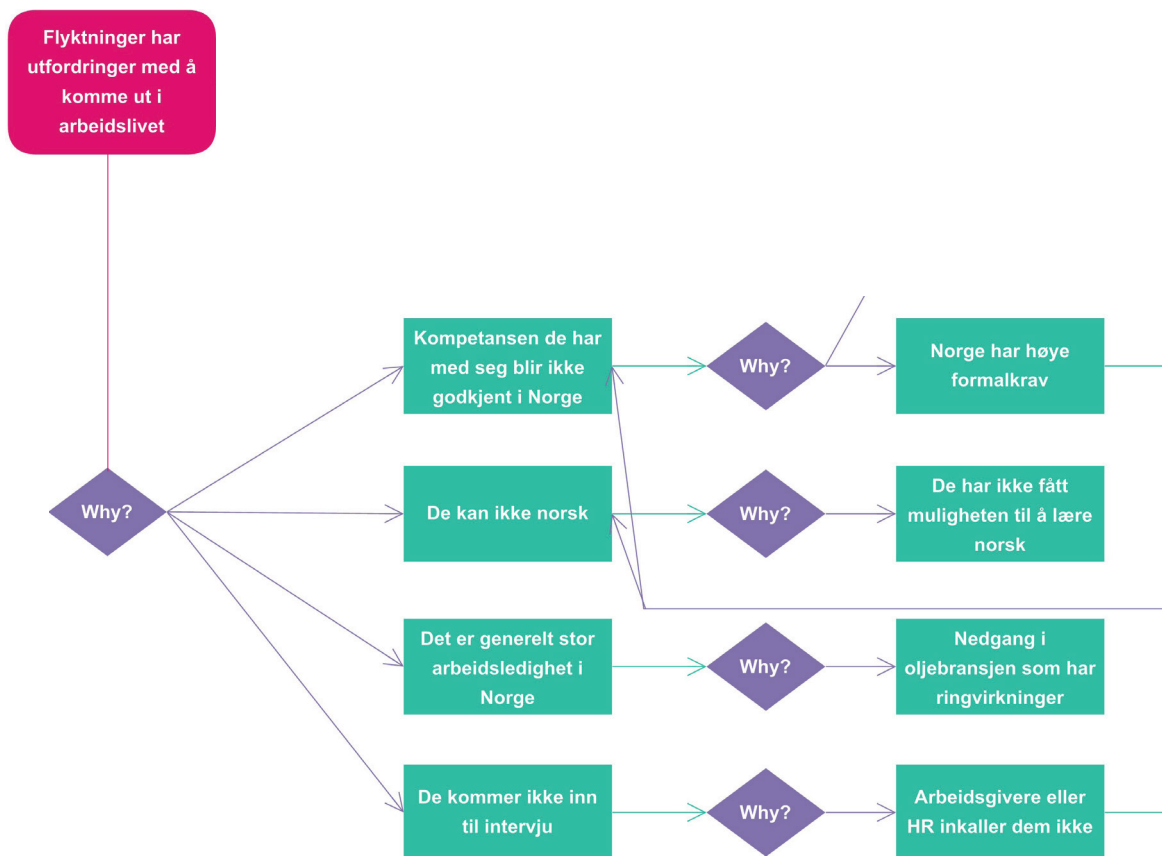 Flyktninger har
utfordringer med å
komme ut i
arbeidslivet
Why?
Kompetansen de har
med seg blir ikke
godkjent i Norge
Why?
Norge har høye
formalkrav
De kan ikke norsk
Why?
De har ikke fått
muligheten til å lære
norsk
Det er generelt stor
arbeidsledighet i
Norge
Why?
Nedgang i
oljebransjen som har
ringvirkninger
De kommer ikke inn
til intervju
Why?
Arbeidsgivere eller
HR inkaller dem ikke